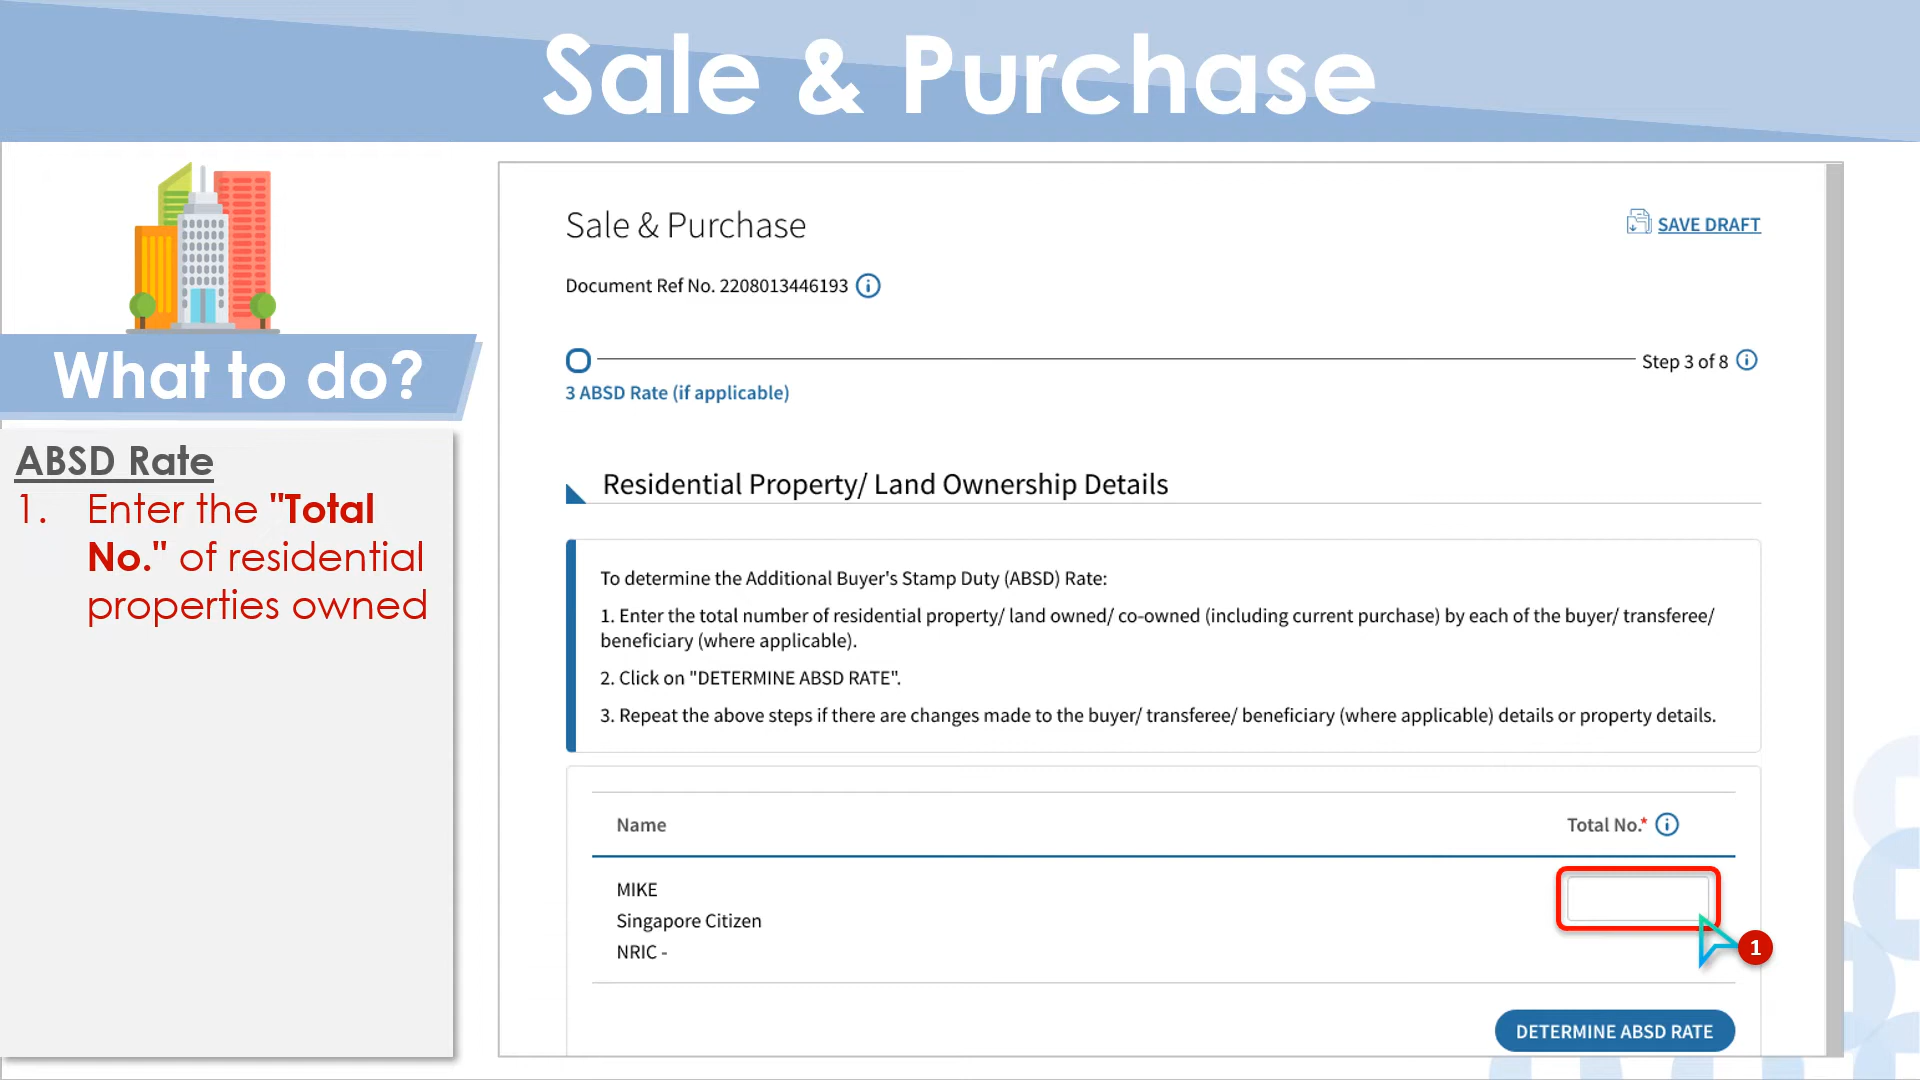 Sale & Purchase
What to do?
ABSD Rate
1. Enter the "Total
No." of residential
properties owned
Sale & Purchase
SAVE DRAFT
Document Ref No. 2208013446193
Step 3 of 8
3 ABSD Rate (if applicable)
Residential Property/ Land Ownership Details
To determine the Additional Buyer's Stamp Duty (ABSD) Rate:
1. Enter the total number of residential property/ land owned/ co-owned (including current purchase) by each of the buyer/ transferee/
beneficiary (where applicable).
2. Click on "DETERMINE ABSD RATE".
3. Repeat the above steps if there are changes made to the buyer/ transferee/ beneficiary (where applicable) details or property details.
Name Total No.*
MIKE
Singapore Citizen
NRIC -
1
DETERMINE ABSD RATE